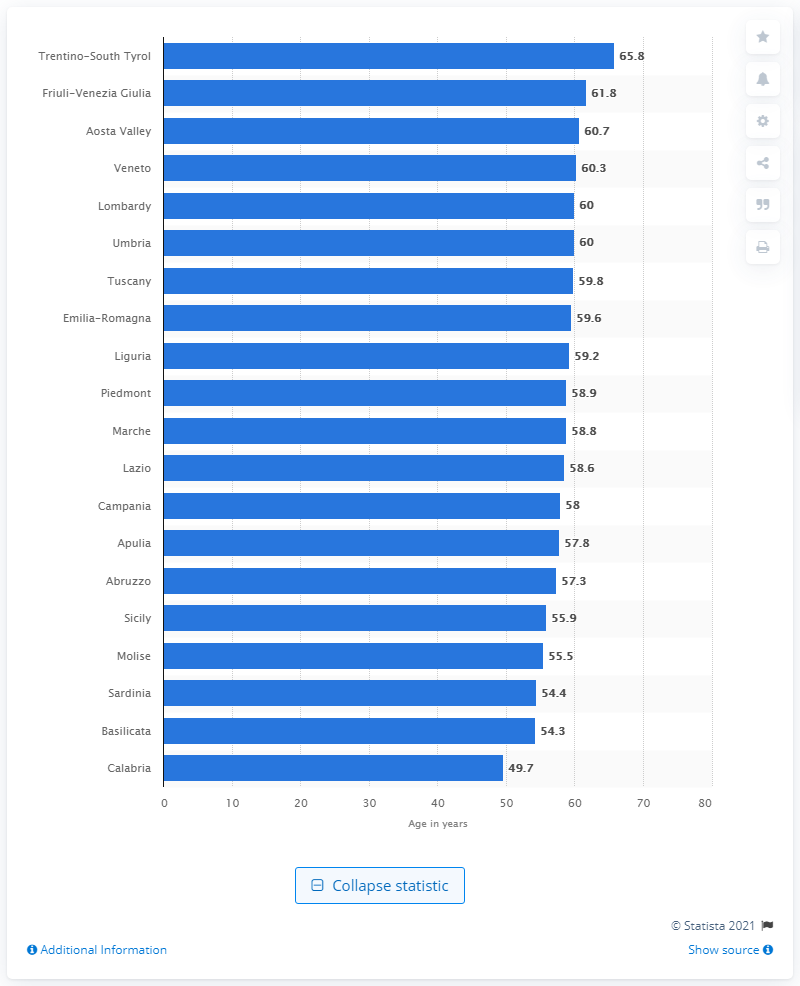 Trentino-South Tyrol 65.8
Friuli-Venezia Giulia 61.8
Aosta Valley 60.7
Veneto 60.3
Lombardy 60
Umbria 60
Tuscany 59.8
Emilia-Romagna 59.6
Liguria 59.2
Piedmont 58.9
Marche 58.8
Lazio 58.6
Campania 58
Apulia 57.8
Abruzzo 57.3
Sicily 55.9
Molise 55.5
Sardinia 54.4
Basilicata 54.3
Calabria 49.7
0 10 20 30 40 50 60 70 80
Age in years
Collapse statistic
© Statista 2021
Additional Information Show source